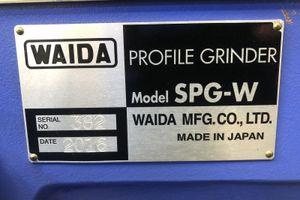 WAIDA
PROFILE GRINDER
Model SPG-W
SERIAL NO. 392
WAIDA MFG.CO.,LTD.
DATE 2016
MADE IN JAPAN